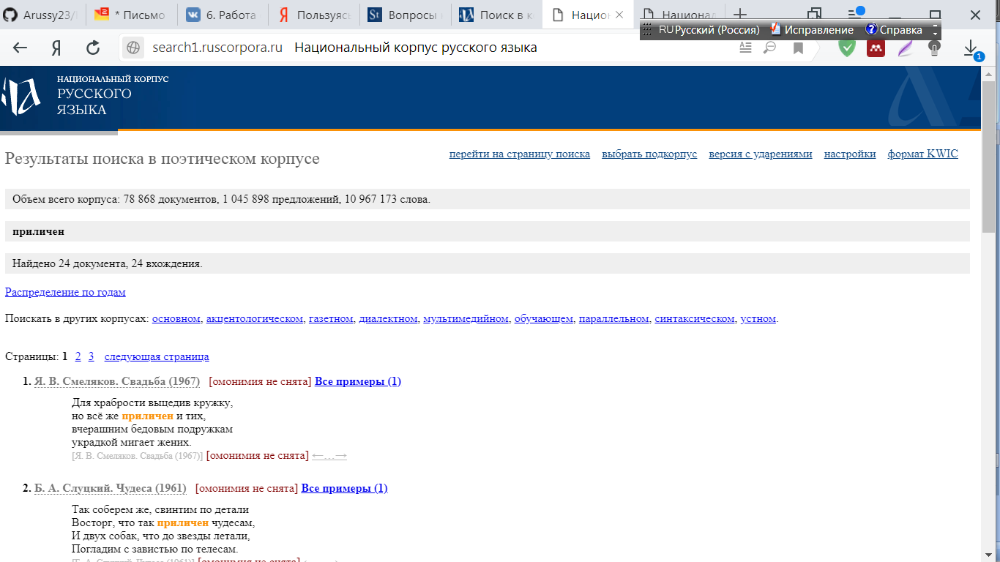 Arussy23/
* Письмо
6. Работа
Пользуясь
Вопросы
Поиск в к
Национ
Национал
RU Русский (Россия) Исправление Справка
search1.ruscorpora.ru Национальный корпус русского языка
1
НАЦИОНАЛЬНЫЙ КОРПУС
РУССКОГО
ЯЗЫКА
Результаты поиска в поэтическом корпусе
перейти на страницу поиска выбрать подкорпус версия с ударениями настройки формат KWIC
Объем всего корпуса: 78 868 документов, 1 045 898 предложений, 10 967 173 слова.
приличен
Найдено 24 документа, 24 вхождения.
Распределение по годам
Поискать в других корпусах: основном, акцентологическом, газетном, диалектном, мультимедийном, обучающем, параллельном, синтаксическом, устном.
Страницы: 1 2 3 следующая страница
1. Я. В. Смеляков. Свадьба (1967) [омонимия не снята] Все примеры (1)
Для храбрости выцедив кружку,
но всё же приличен и тих,
вчерашним бедовым подружкам
украдкой мигает жених.
[Я. В. Смеляков. Свадьба (1967)] [омонимия не снята] ←…→
2. Б. А. Слуцкий. Чудеса (1961) [омонимия не снята] Все примеры (1)
Так соберем же, свинтим по детали
Восторг, что так приличен чудесам,
И двух собак, что до звезды летали,
Погладим с завистью по телесам.
[Б. А. Слуцкий. Чудеса (1961)] [омонимия не снята]